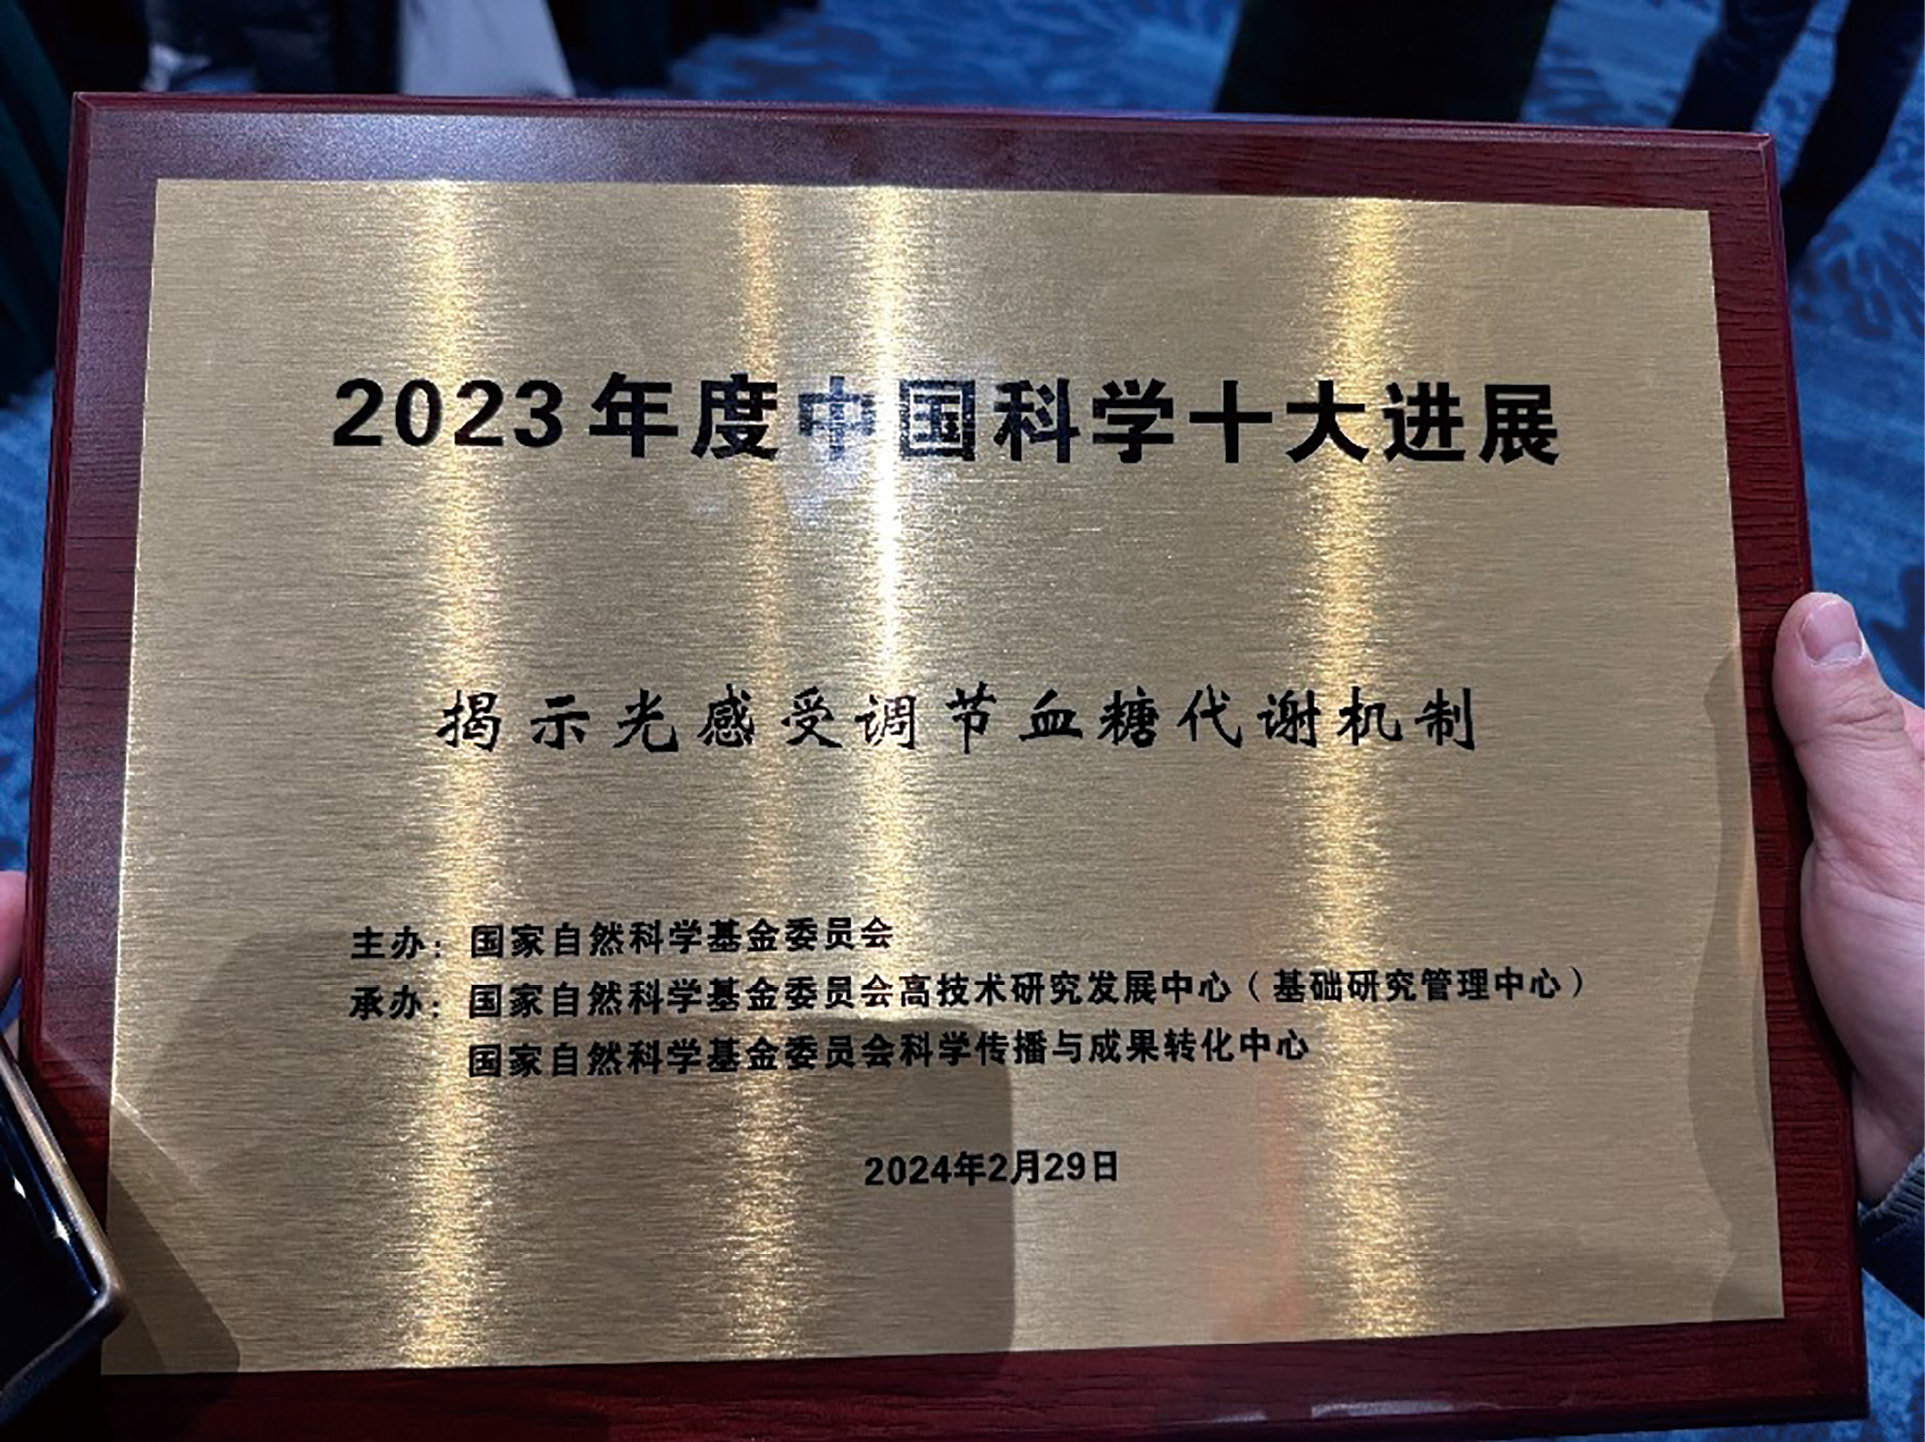 2023年度中国科学十大进展
揭示光感受调节血糖代谢机制
主办：国家自然科学基金委员会
承办：国家自然科学基金委员会高技术研究发展中心（基础研究管理中心）
国家自然科学基金委员会科学传播与成果转化中心
2024年2月29日